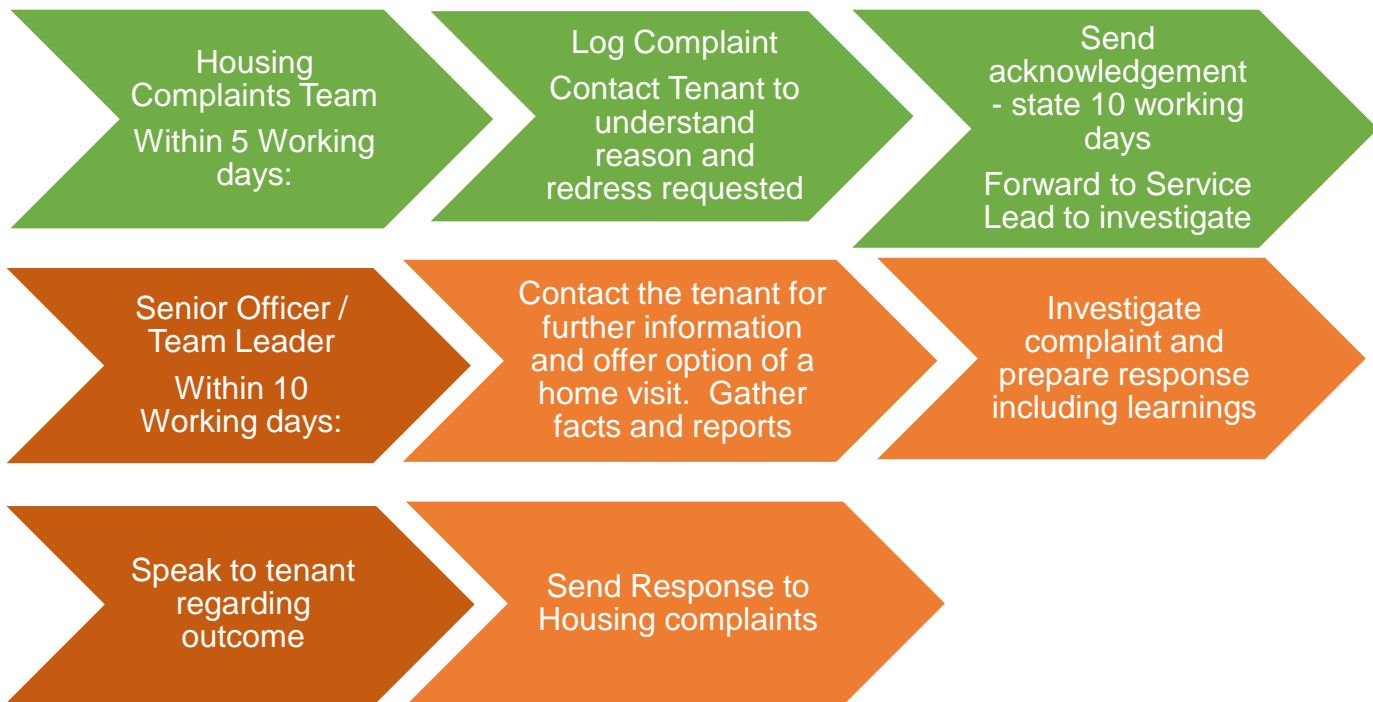 Housing
Complaints Team
Within 5 Working
days:
Log Complaint
Contact Tenant to
understand
reason and
redress requested
Send
acknowledgement
- state 10 working
days
Forward to Service
Lead to investigate
Senior Officer /
Team Leader
Within 10
Working days:
Contact the tenant for
further information
and offer option of a
home visit.  Gather
facts and reports
Investigate
complaint and
prepare response
including learnings
Speak to tenant
regarding
outcome
Send Response to
Housing complaints